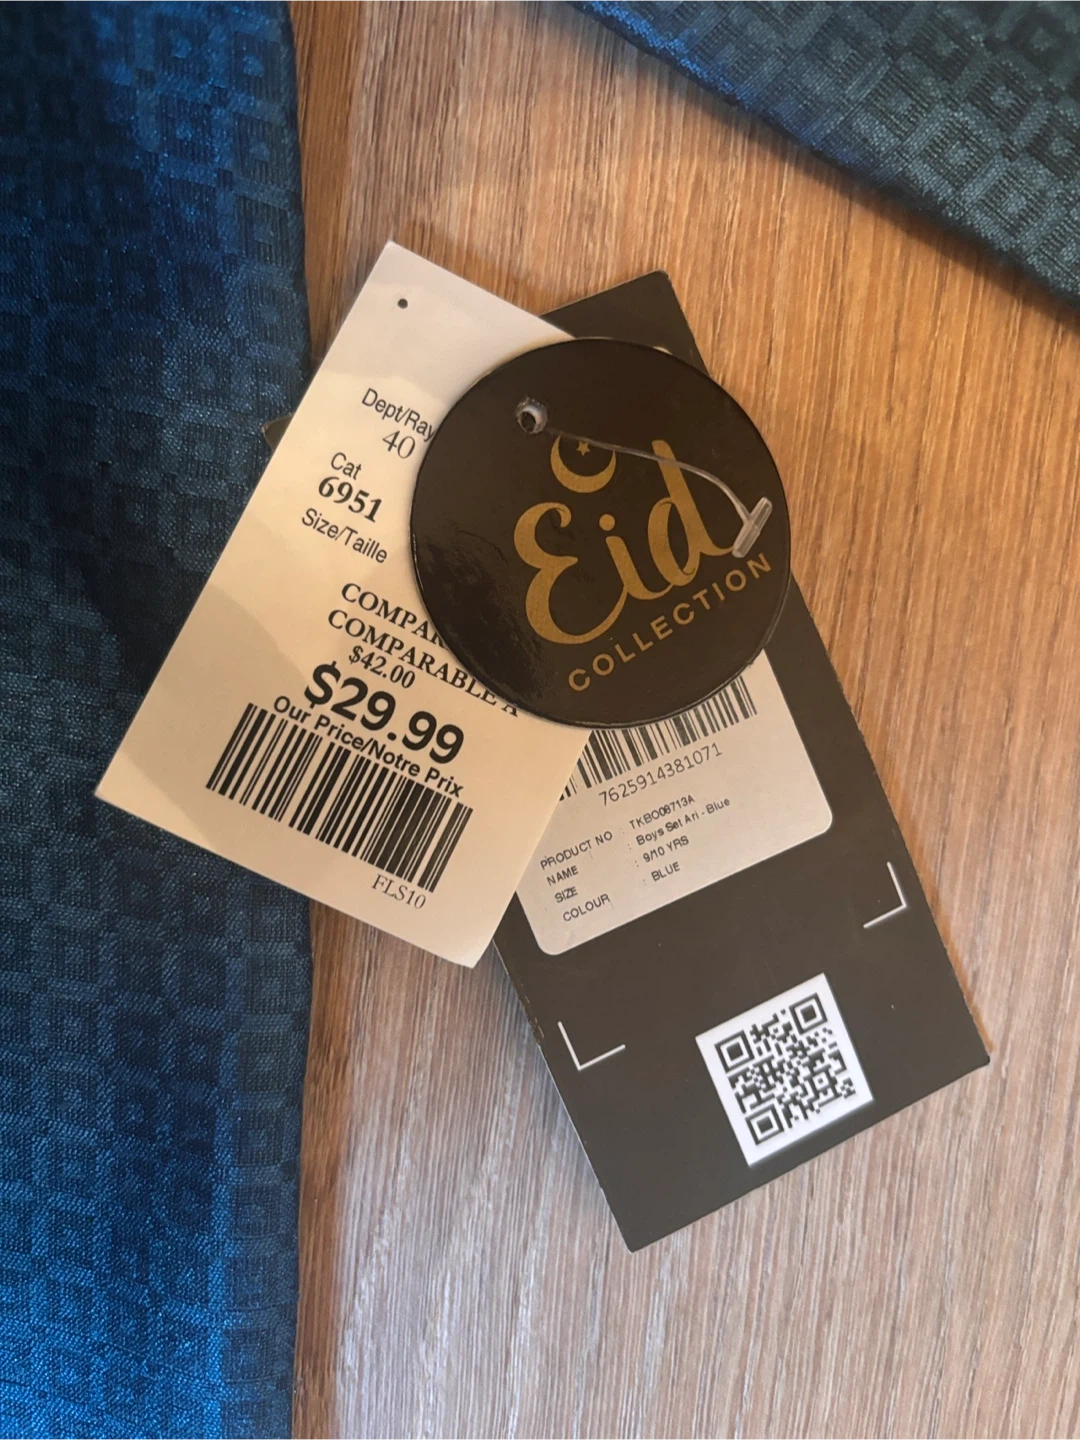 Dept/Ray
40
Cat
6951
Size/Taille
COMPARABLE A
$42.00
$29.99
Our Price/Notre Prix
FLS10
Eid
COLLECTION
7625914381071
PRODUCT NO : TKBO08713A
NAME : Boys Set Ari - Blue
SIZE : 9/10 YRS
COLOUR : BLUE